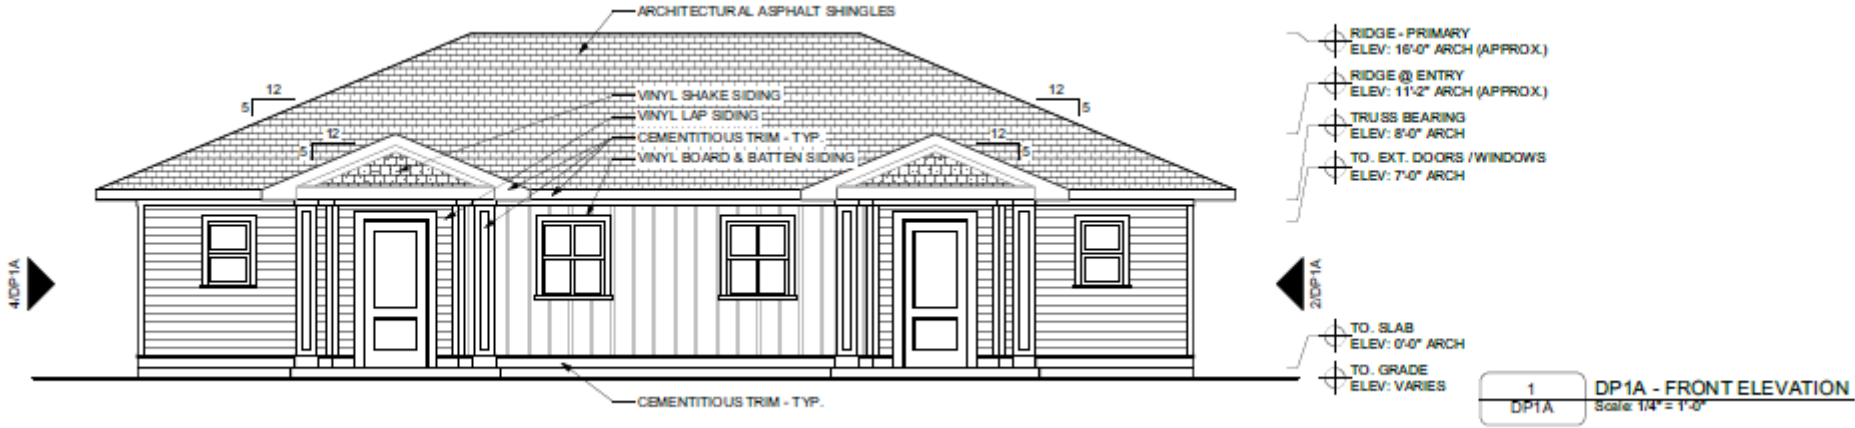 ARCHITECTURAL ASPHALT SHINGLES
12
5
12
5
VINYL SHAKE SIDING
VINYL LAP SIDING
CEMENTITIOUS TRIM - TYP.
VINYL BOARD & BATTEN SIDING
12
5
12
5
RIDGE - PRIMARY
ELEV: 16'-0" ARCH (APPROX.)
RIDGE @ ENTRY
ELEV: 11'-2" ARCH (APPROX.)
TRUSS BEARING
ELEV: 8'-0" ARCH
TO. EXT. DOORS / WINDOWS
ELEV: 7'-0" ARCH
4/DP1A
2/DP1A
TO. SLAB
ELEV: 0'-0" ARCH
TO. GRADE
ELEV: VARIES
CEMENTITIOUS TRIM - TYP.
1
DP1A
DP1A - FRONT ELEVATION
Scale: 1/4" = 1'-0"